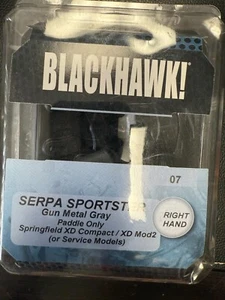 BLACKHAWK!
07
SERPA SPORTSTER
Gun Metal Gray
Paddle Only
Springfield XD Compact / XD Mod2
(or Service Models)
RIGHT
HAND